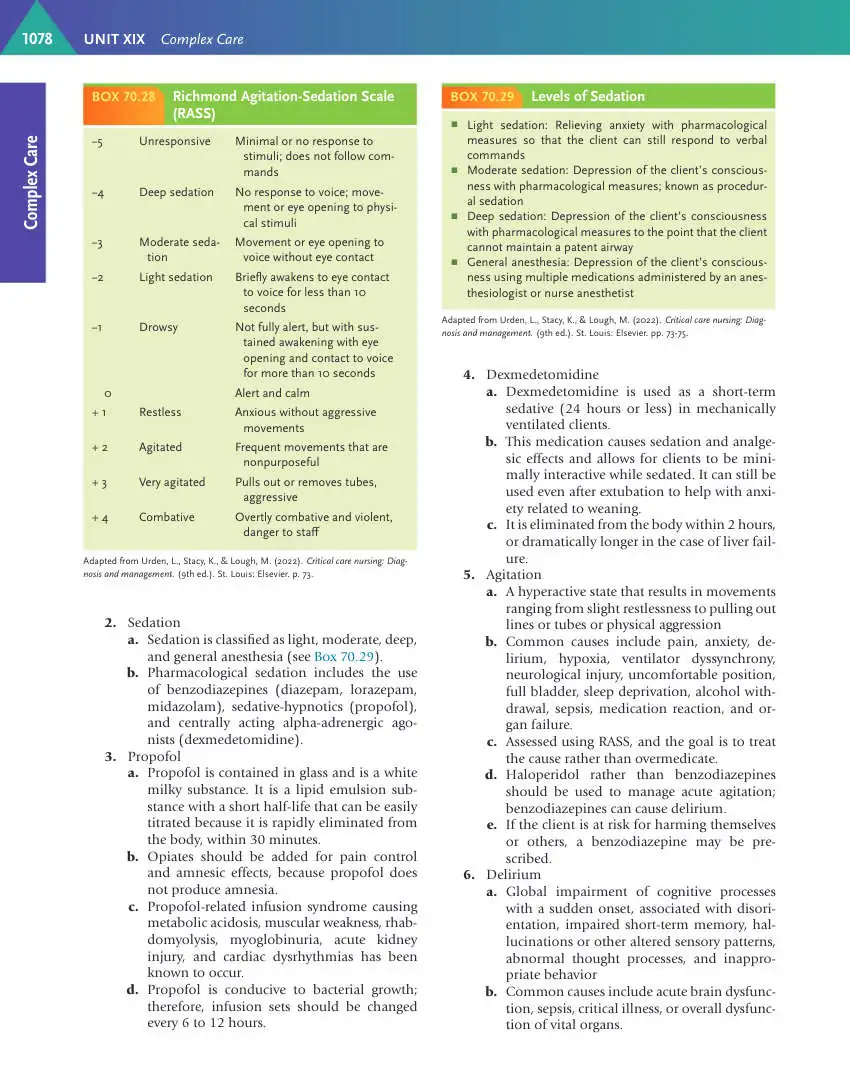 1078 UNIT XIX Complex Care
Complex Care
BOX 70.28 Richmond Agitation-Sedation Scale
(RASS)
–5 Unresponsive Minimal or no response to
stimuli; does not follow com-
mands
–4 Deep sedation No response to voice; move-
ment or eye opening to physi-
cal stimuli
–3 Moderate seda- Movement or eye opening to
tion voice without eye contact
–2 Light sedation Briefly awakens to eye contact
to voice for less than 10
seconds
–1 Drowsy Not fully alert, but with sus-
tained awakening with eye
opening and contact to voice
for more than 10 seconds
0 Alert and calm
+ 1 Restless Anxious without aggressive
movements
+ 2 Agitated Frequent movements that are
nonpurposeful
+ 3 Very agitated Pulls out or removes tubes,
aggressive
+ 4 Combative Overtly combative and violent,
danger to staff
Adapted from Urden, L., Stacy, K., & Lough, M. (2022). Critical care nursing: Diag-
nosis and management. (9th ed.). St. Louis: Elsevier. p. 73.
2. Sedation
a. Sedation is classified as light, moderate, deep,
and general anesthesia (see Box 70.29).
b. Pharmacological sedation includes the use
of benzodiazepines (diazepam, lorazepam,
midazolam), sedative-hypnotics (propofol),
and centrally acting alpha-adrenergic ago-
nists (dexmedetomidine).
3. Propofol
a. Propofol is contained in glass and is a white
milky substance. It is a lipid emulsion sub-
stance with a short half-life that can be easily
titrated because it is rapidly eliminated from
the body, within 30 minutes.
b. Opiates should be added for pain control
and amnesic effects, because propofol does
not produce amnesia.
c. Propofol-related infusion syndrome causing
metabolic acidosis, muscular weakness, rhab-
domyolysis, myoglobinuria, acute kidney
injury, and cardiac dysrhythmias has been
known to occur.
d. Propofol is conducive to bacterial growth;
therefore, infusion sets should be changed
every 6 to 12 hours.
BOX 70.29 Levels of Sedation
■ Light sedation: Relieving anxiety with pharmacological
measures so that the client can still respond to verbal
commands
■ Moderate sedation: Depression of the client's conscious-
ness with pharmacological measures; known as procedur-
al sedation
■ Deep sedation: Depression of the client's consciousness
with pharmacological measures to the point that the client
cannot maintain a patent airway
■ General anesthesia: Depression of the client's conscious-
ness using multiple medications administered by an anes-
thesiologist or nurse anesthetist
Adapted from Urden, L., Stacy, K., & Lough, M. (2022). Critical care nursing: Diag-
nosis and management. (9th ed.). St. Louis: Elsevier. pp. 73-75.
4. Dexmedetomidine
a. Dexmedetomidine is used as a short-term
sedative (24 hours or less) in mechanically
ventilated clients.
b. This medication causes sedation and analge-
sic effects and allows for clients to be mini-
mally interactive while sedated. It can still be
used even after extubation to help with anxi-
ety related to weaning.
c. It is eliminated from the body within 2 hours,
or dramatically longer in the case of liver fail-
ure.
5. Agitation
a. A hyperactive state that results in movements
ranging from slight restlessness to pulling out
lines or tubes or physical aggression
b. Common causes include pain, anxiety, de-
lirium, hypoxia, ventilator dyssynchrony,
neurological injury, uncomfortable position,
full bladder, sleep deprivation, alcohol with-
drawal, sepsis, medication reaction, and or-
gan failure.
c. Assessed using RASS, and the goal is to treat
the cause rather than overmedicate.
d. Haloperidol rather than benzodiazepines
should be used to manage acute agitation;
benzodiazepines can cause delirium.
e. If the client is at risk for harming themselves
or others, a benzodiazepine may be pre-
scribed.
6. Delirium
a. Global impairment of cognitive processes
with a sudden onset, associated with disori-
entation, impaired short-term memory, hal-
lucinations or other altered sensory patterns,
abnormal thought processes, and inappro-
priate behavior
b. Common causes include acute brain dysfunc-
tion, sepsis, critical illness, or overall dysfunc-
tion of vital organs.